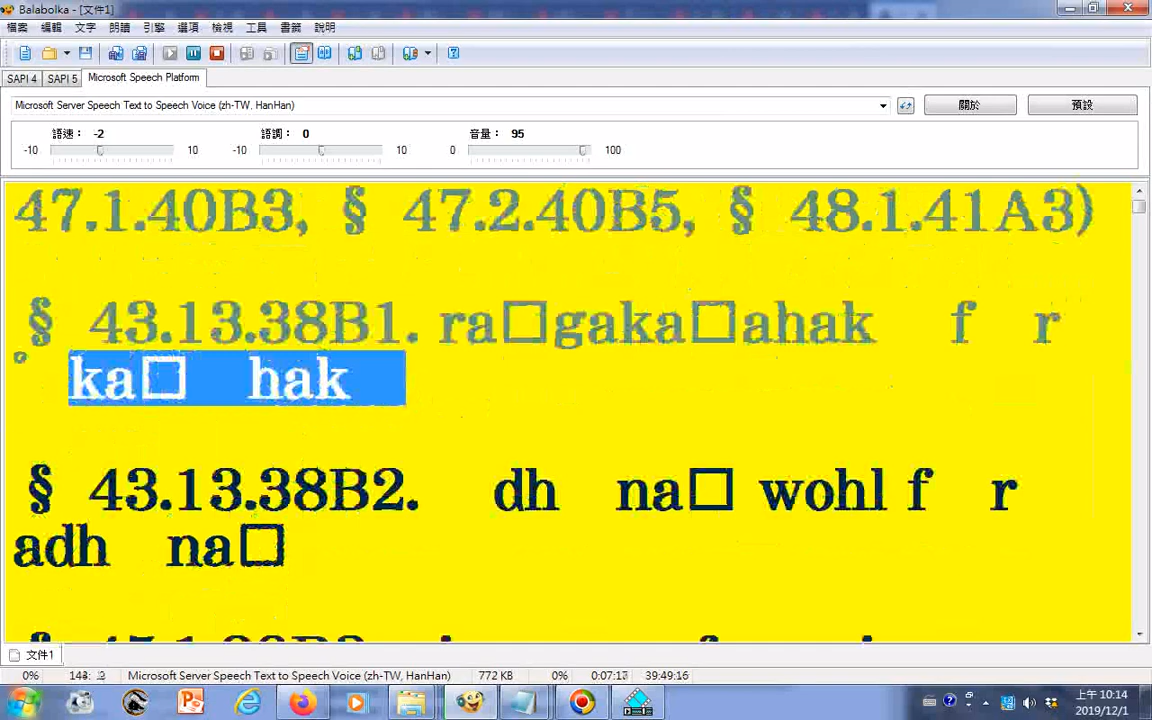 Balabolka - [文件1]
檔案 編輯 文字 朗讀 引擎 選項 檢視 工具 書籤 說明
SAPI 4 SAPI 5 Microsoft Speech Platform
Microsoft Server Speech Text to Speech Voice (zh-TW, HanHan) 關於 預設
語速： -2 語調： 0 音量： 95
-10 10 -10 10 0 100
47.1.40B3, § 47.2.40B5, § 48.1.41A3)
§ 43.13.38B1. ra□gaka□ahak f r
ka□ hak
§ 43.13.38B2. dh na□ wohl f r
adh na□
文件1
0% Microsoft Server Speech Text to Speech Voice (zh-TW, HanHan) 772 KB 0% 39:49:16
上午 10:14
2019/12/1